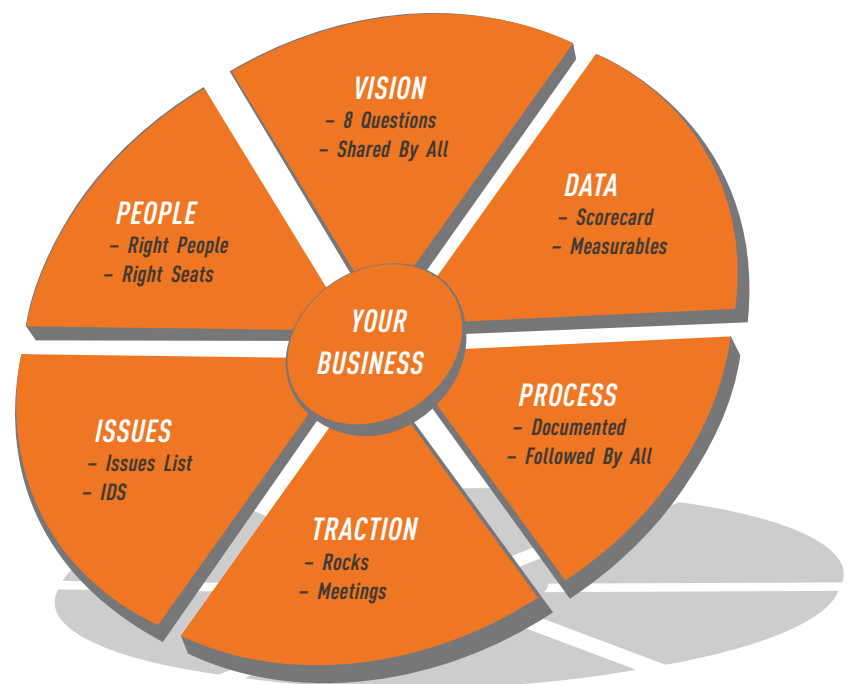 VISION
– 8 Questions
– Shared By All
DATA
– Scorecard
– Measurables
PEOPLE
– Right People
– Right Seats
YOUR
BUSINESS
PROCESS
– Documented
– Followed By All
ISSUES
– Issues List
– IDS
TRACTION
– Rocks
– Meetings